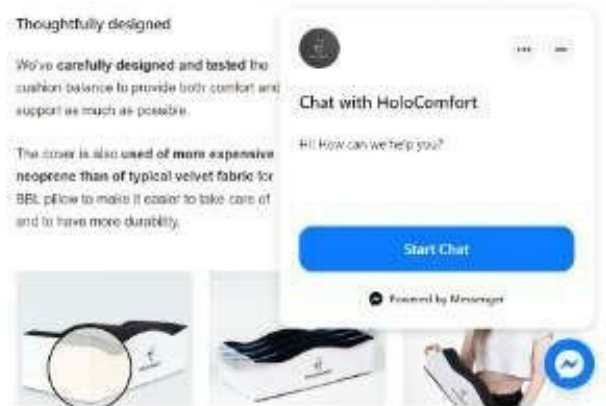 Thoughtfully designed
We've carefully designed and tested the
cushion balance to provide both comfort and
support as much as possible.
The cover is also used of more expensive
neoprene than of typical velvet fabric for
BBL pillow to make it easier to take care of
and to have more durability.
Chat with HoloComfort
Hi! How can we help you?
Start Chat
Powered by Messenger